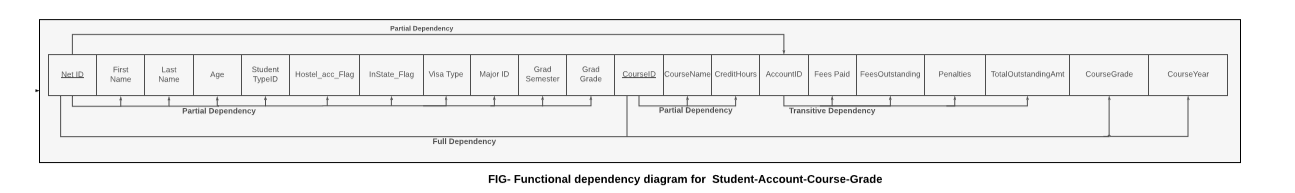 Partial Dependency
Net ID
First
Name
Last
Name
Age
Student
TypeID
Hostel_acc_Flag
InState_Flag
Visa Type
Major ID
Grad
Semester
Grad
Grade
CourseID
CourseName
CreditHours
AccountID
Fees Paid
FeesOutstanding
Penalties
TotalOutstandingAmt
CourseGrade
CourseYear
Partial Dependency
Partial Dependency
Transitive Dependency
Full Dependency
FIG- Functional dependency diagram for Student-Account-Course-Grade